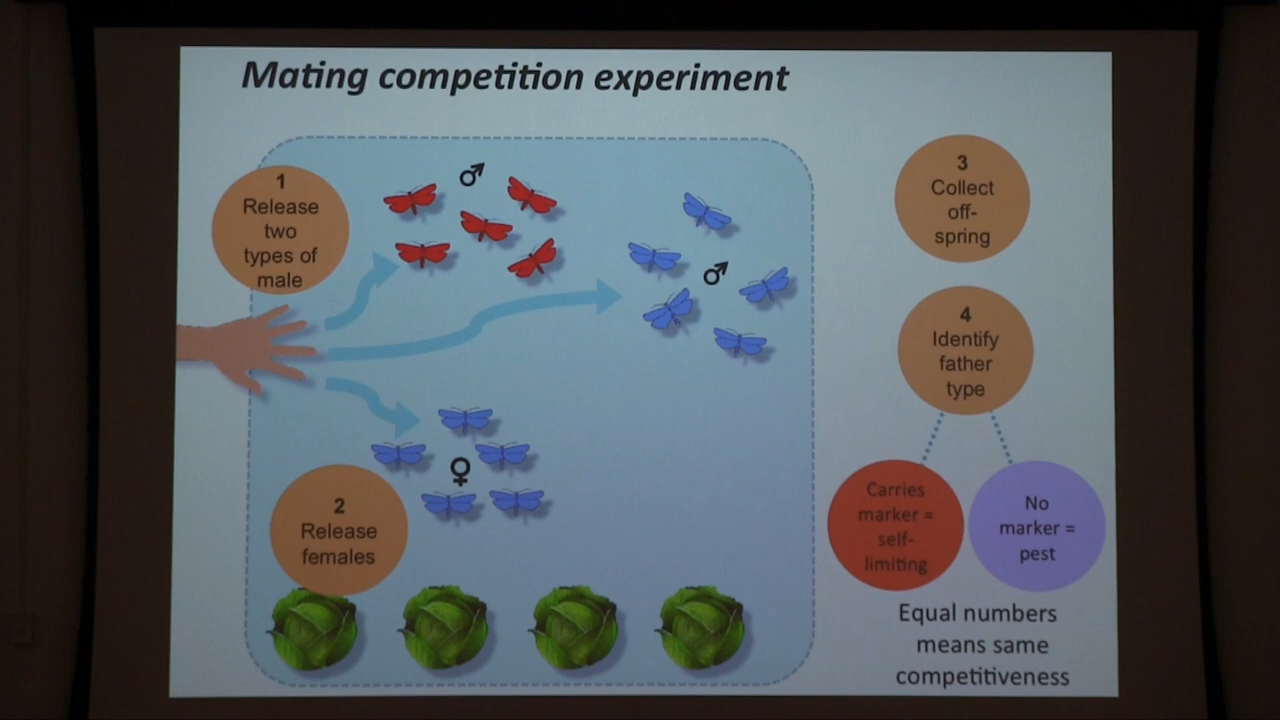 Mating competition experiment
1
Release
two
types of
male
♂
♂
2
Release
females
♀
3
Collect
off-
spring
4
Identify
father
type
Carries
marker =
self-
limiting
No
marker =
pest
Equal numbers
means same
competitiveness